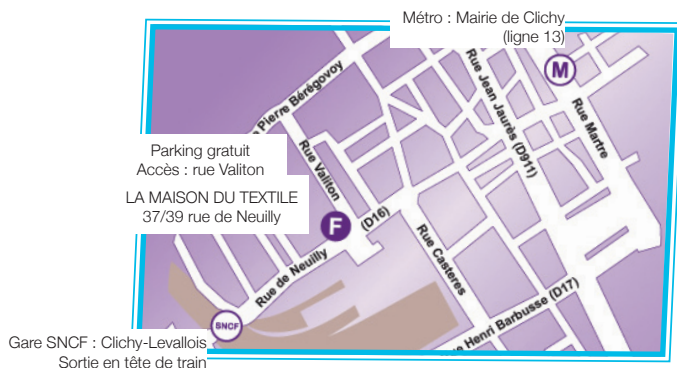 Métro : Mairie de Clichy
(ligne 13)
M
Pierre Bérégovoy
Rue Jean Jaurès (D911)
Rue Martre
Parking gratuit
Accès : rue Valiton
Rue Valiton
LA MAISON DU TEXTILE
37/39 rue de Neuilly
F
(D16)
Rue de Neuilly
Rue Casterès
Henri Barbusse (D17)
SNCF
Gare SNCF : Clichy-Levallois
Sortie en tête de train